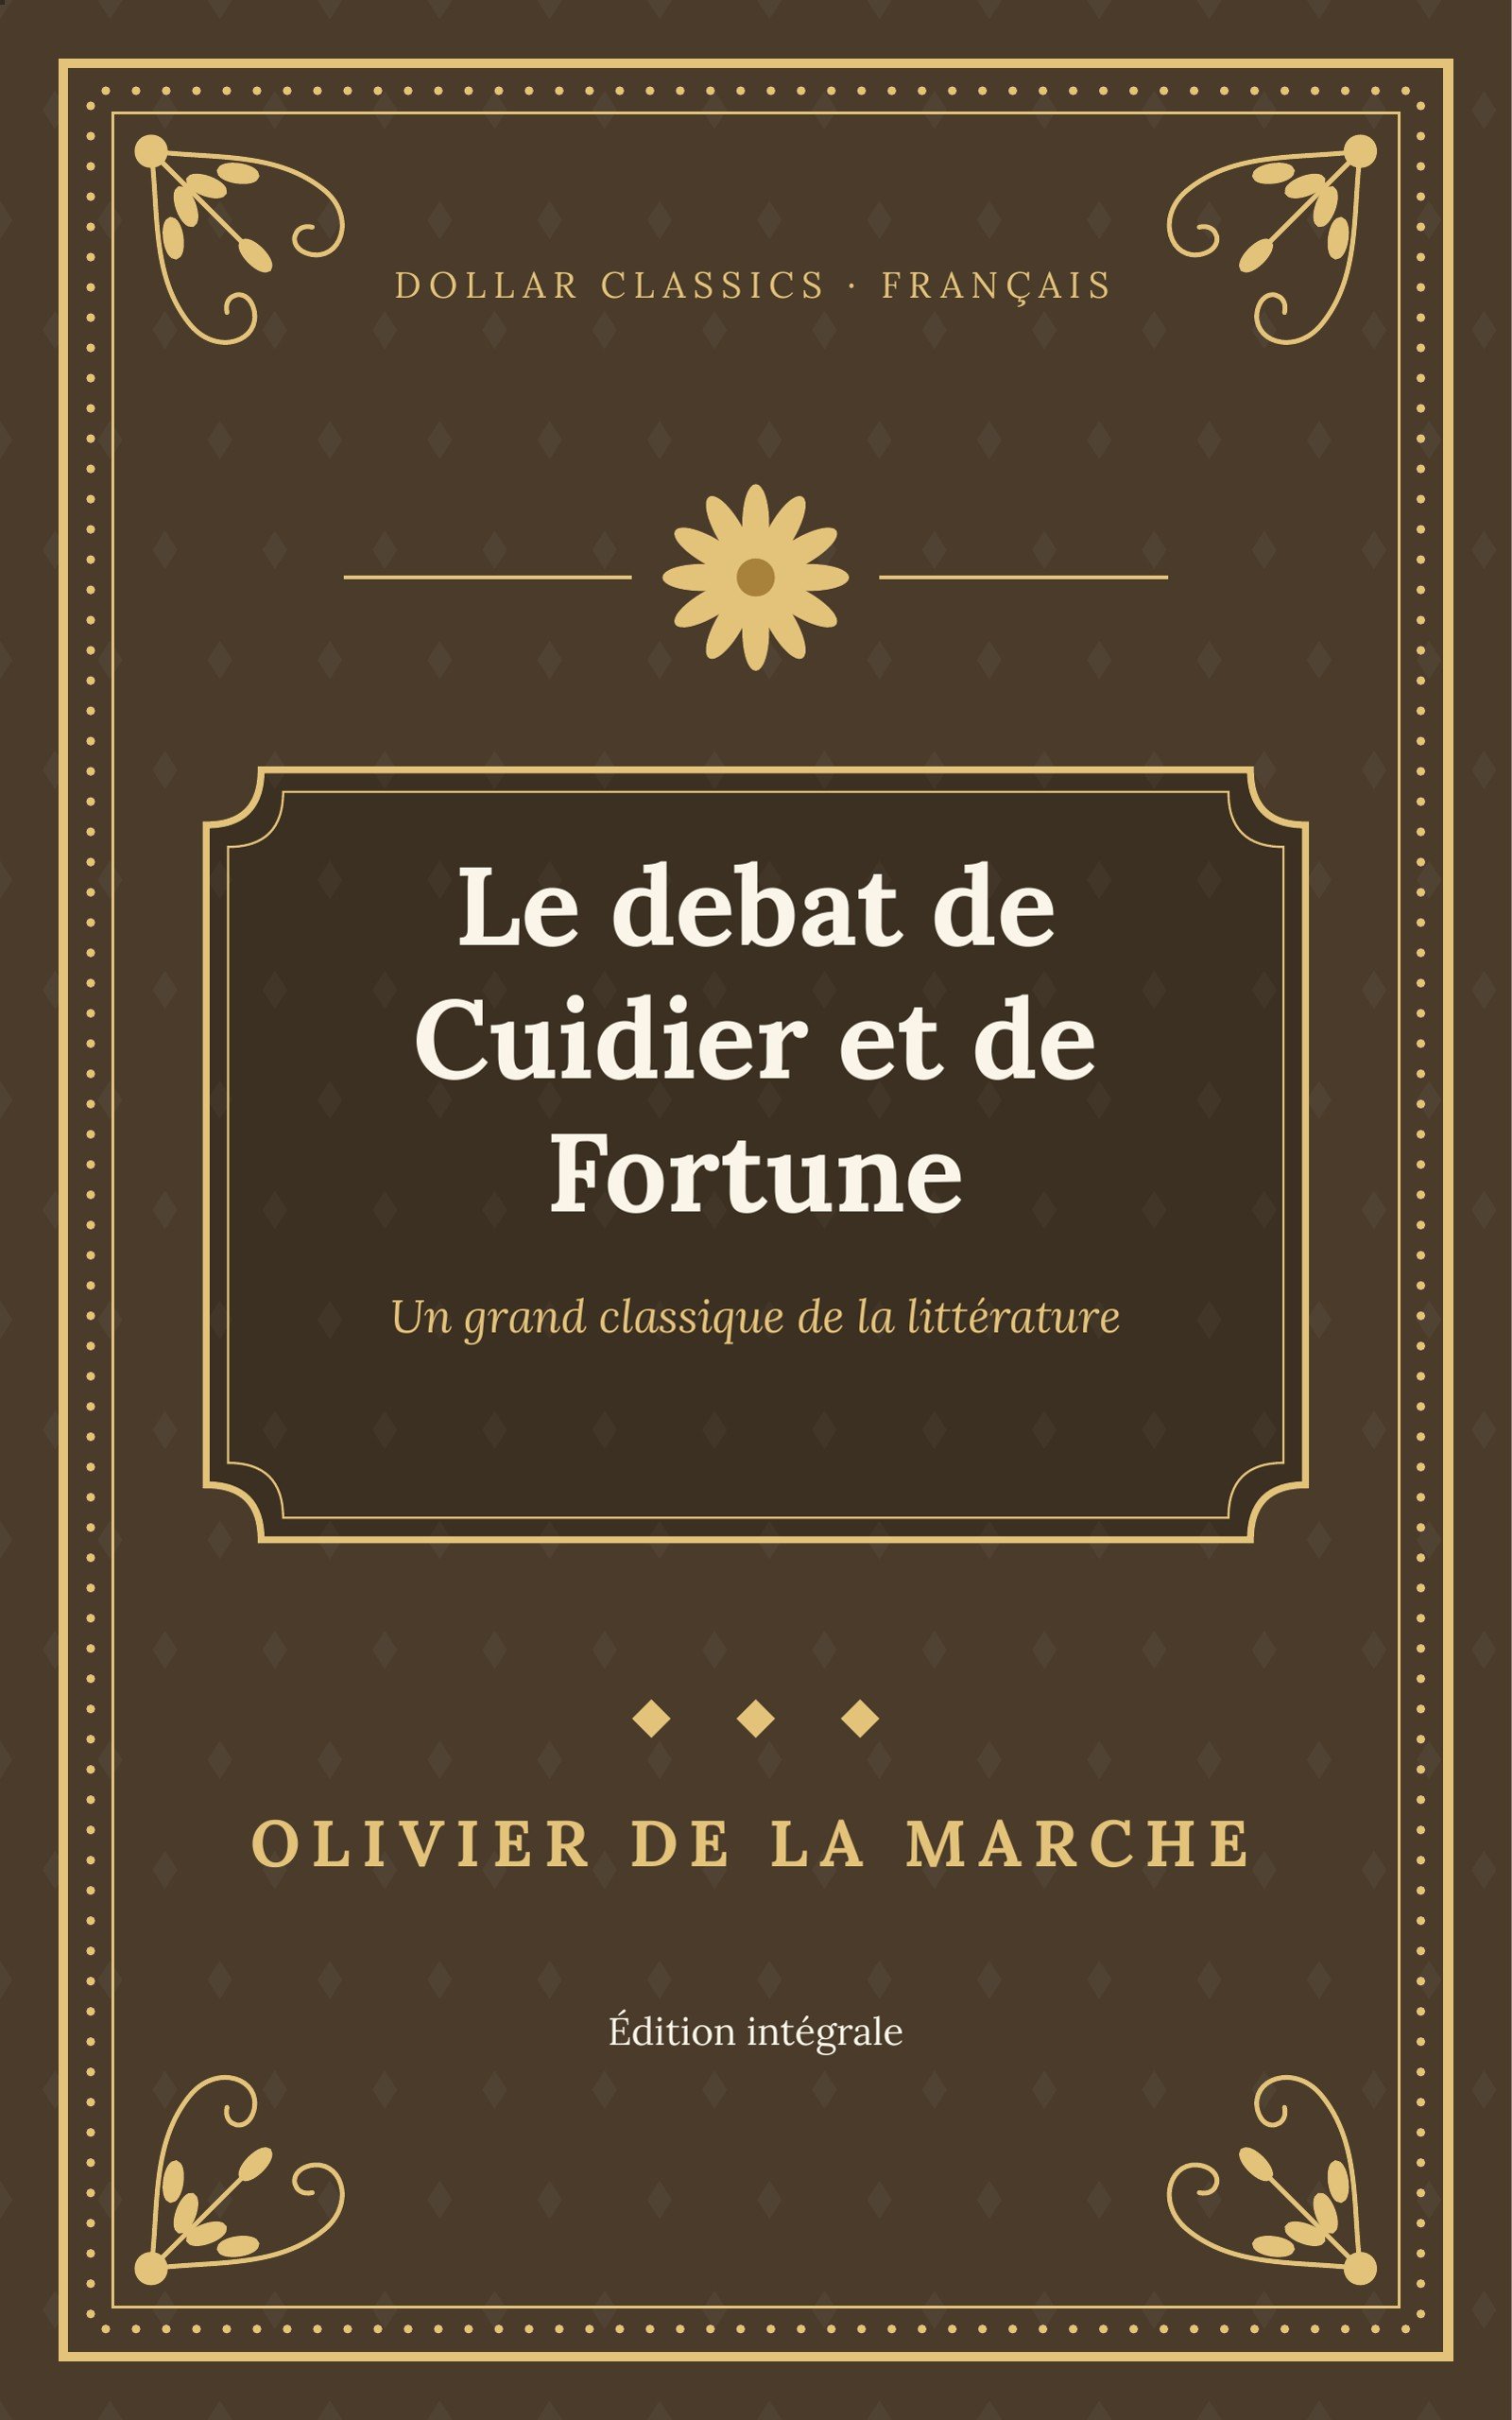 DOLLAR CLASSICS · FRANÇAIS
Le debat de
Cuidier et de
Fortune
Un grand classique de la littérature
OLIVIER DE LA MARCHE
Édition intégrale